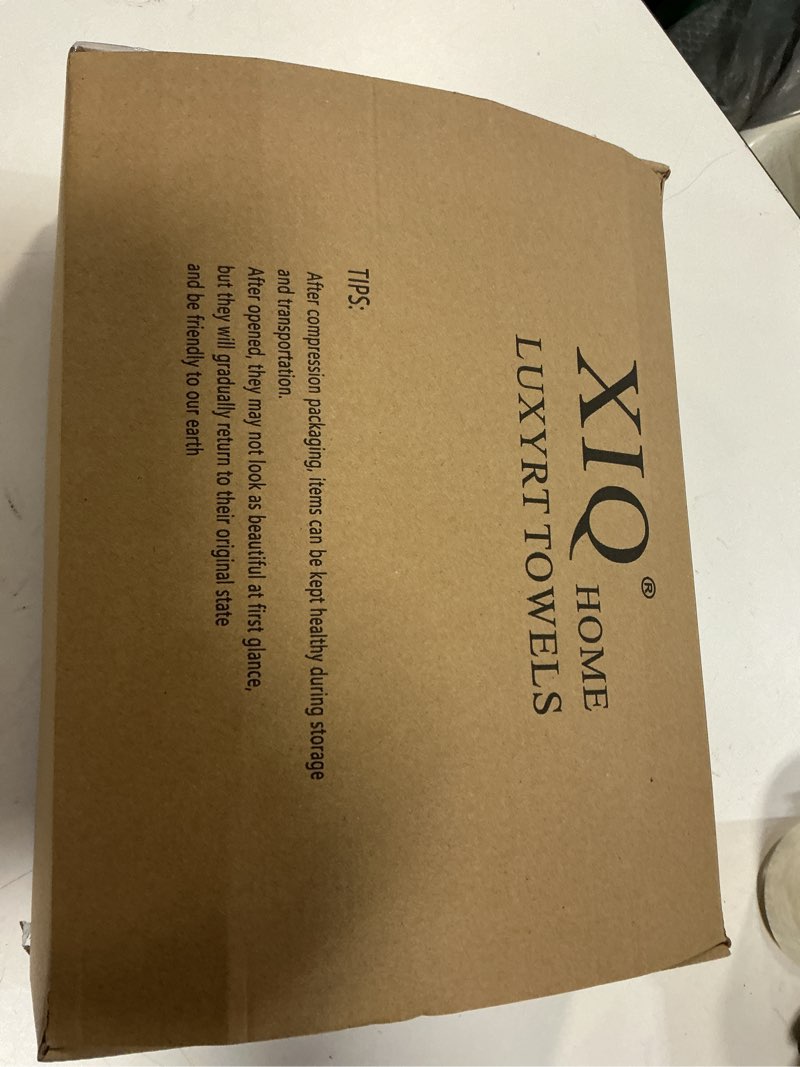 XIQ® HOME
LUXYRT TOWELS
TIPS:
After compression packaging, items can be kept healthy during storage
and transportation.
After opened, they may not look as beautiful at first glance,
but they will gradually return to their original state
and be friendly to our earth